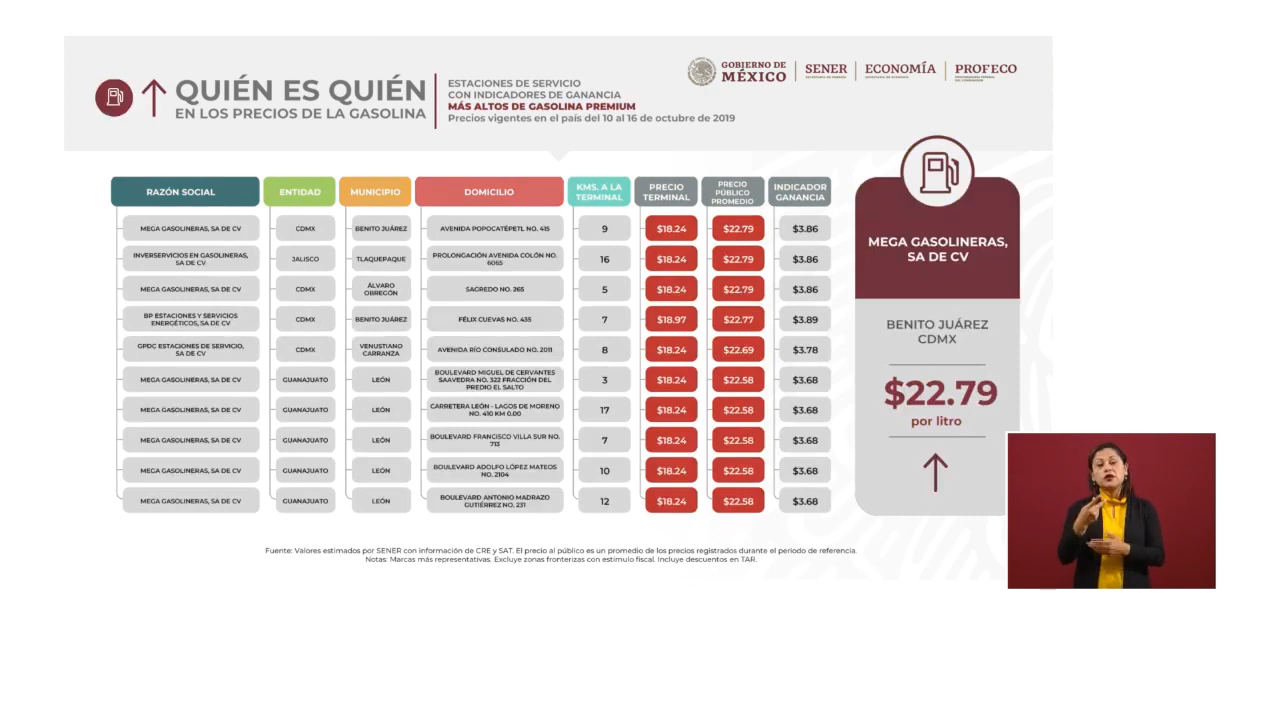 QUIÉN ES QUIÉN
EN LOS PRECIOS DE LA GASOLINA
ESTACIONES DE SERVICIO
CON INDICADORES DE GANANCIA
MÁS ALTOS DE GASOLINA PREMIUM
Precios vigentes en el país del 10 al 16 de octubre de 2019
GOBIERNO DE
MÉXICO
SENER
ECONOMÍA
PROFECO
RAZÓN SOCIAL ENTIDAD MUNICIPIO DOMICILIO KMS. A LA TERMINAL PRECIO TERMINAL PRECIO PÚBLICO PROMEDIO INDICADOR GANANCIA
MEGA GASOLINERAS, SA DE CV CDMX BENITO JUÁREZ AVENIDA POPOCATÉPETL NO. 415 9 $18.24 $22.79 $3.86
INVERSERVICIOS EN GASOLINERAS, SA DE CV JALISCO TLAQUEPAQUE PROLONGACIÓN AVENIDA COLÓN NO. 6065 16 $18.24 $22.79 $3.86
MEGA GASOLINERAS, SA DE CV CDMX ÁLVARO OBREGÓN SAGREDO NO. 265 5 $18.24 $22.79 $3.86
BP ESTACIONES Y SERVICIOS ENERGÉTICOS, SA DE CV CDMX BENITO JUÁREZ FÉLIX CUEVAS NO. 435 7 $18.97 $22.77 $3.89
GPDC ESTACIONES DE SERVICIO, SA DE CV CDMX VENUSTIANO CARRANZA AVENIDA RÍO CONSULADO NO. 2011 8 $18.24 $22.69 $3.78
MEGA GASOLINERAS, SA DE CV GUANAJUATO LEÓN BOULEVARD MIGUEL DE CERVANTES SAAVEDRA NO. 322 FRACCIÓN DEL PREDIO EL SALTO 3 $18.24 $22.58 $3.68
MEGA GASOLINERAS, SA DE CV GUANAJUATO LEÓN CARRETERA LEÓN - LAGOS DE MORENO NO. 410 KM 0.00 17 $18.24 $22.58 $3.68
MEGA GASOLINERAS, SA DE CV GUANAJUATO LEÓN BOULEVARD FRANCISCO VILLA SUR NO. 713 7 $18.24 $22.58 $3.68
MEGA GASOLINERAS, SA DE CV GUANAJUATO LEÓN BOULEVARD ADOLFO LÓPEZ MATEOS NO. 2104 10 $18.24 $22.58 $3.68
MEGA GASOLINERAS, SA DE CV GUANAJUATO LEÓN BOULEVARD ANTONIO MADRAZO GUTIÉRREZ NO. 231 12 $18.24 $22.58 $3.68
MEGA GASOLINERAS,
SA DE CV
BENITO JUÁREZ
CDMX
$22.79
por litro
Fuente: Valores estimados por SENER con información de CRE y SAT. El precio al público es un promedio de los precios registrados durante el periodo de referencia.
Notas: Marcas más representativas. Excluye zonas fronterizas con estímulo fiscal. Incluye descuentos en TAR.